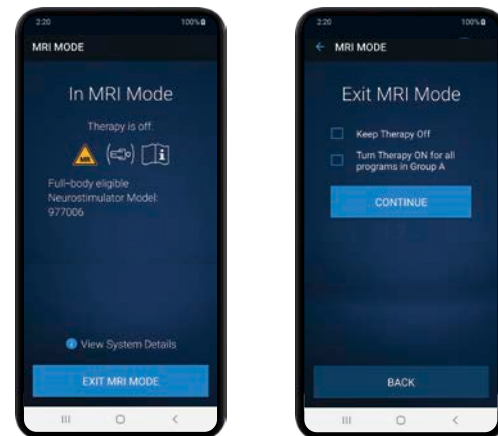 2:20 100%
MRI MODE
In MRI Mode
Therapy is off.
MR
i
Full-body eligible
Neurostimulator Model:
977006
i View System Details
EXIT MRI MODE
2:20 100%
MRI MODE
Exit MRI Mode
Keep Therapy Off
Turn Therapy ON for all
programs in Group A
CONTINUE
BACK